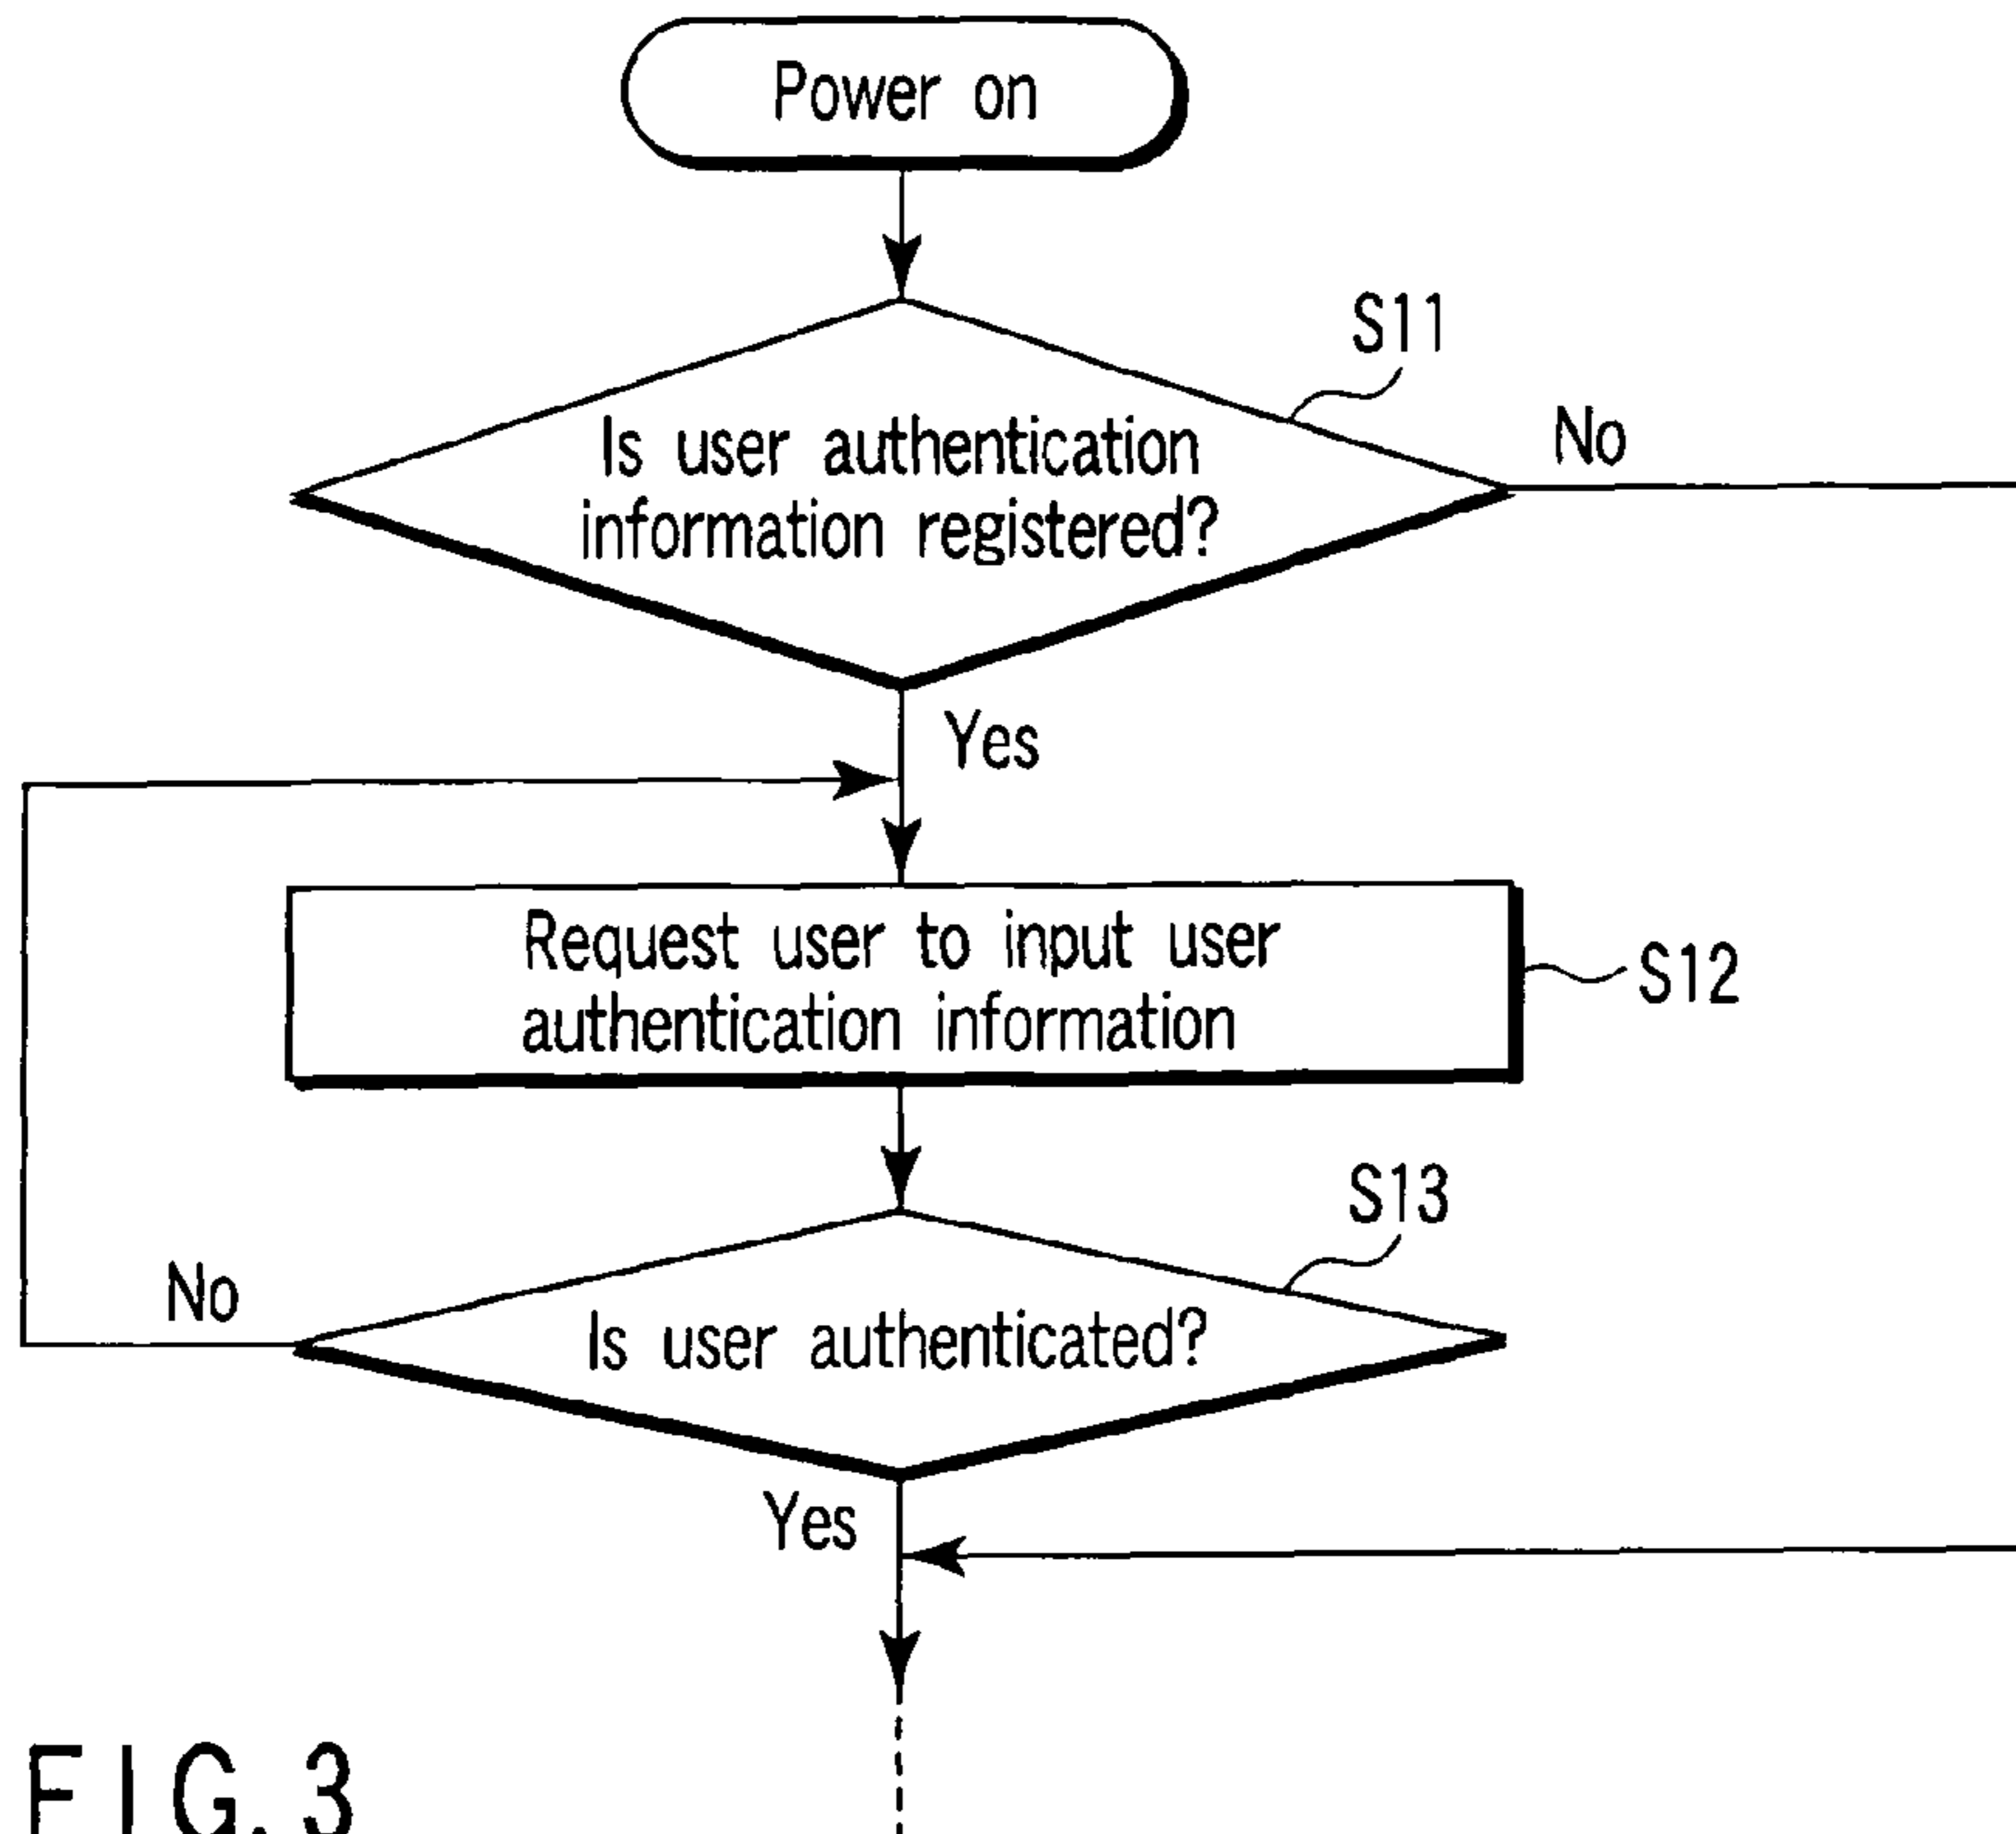 Power on
S11
No
Is user authentication
information registered?
Yes
Request user to input user
authentication information
S12
S13
No
Is user authenticated?
Yes
FIG. 3